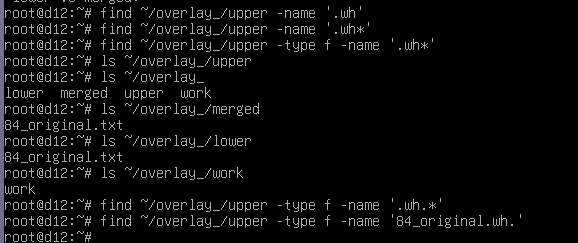 root@d12:~# find ~/overlay_/upper -name '.wh'
root@d12:~# find ~/overlay_/upper -name '.wh*'
root@d12:~# find ~/overlay_/upper -type f -name '.wh*'
root@d12:~# ls ~/overlay_/upper
root@d12:~# ls ~/overlay_
lower  merged  upper  work
root@d12:~# ls ~/overlay_/merged
84_original.txt
root@d12:~# ls ~/overlay_/lower
84_original.txt
root@d12:~# ls ~/overlay_/work
work
root@d12:~# find ~/overlay_/upper -type f -name '.wh.*'
root@d12:~# find ~/overlay_/upper -type f -name '84_original.wh.'
root@d12:~#